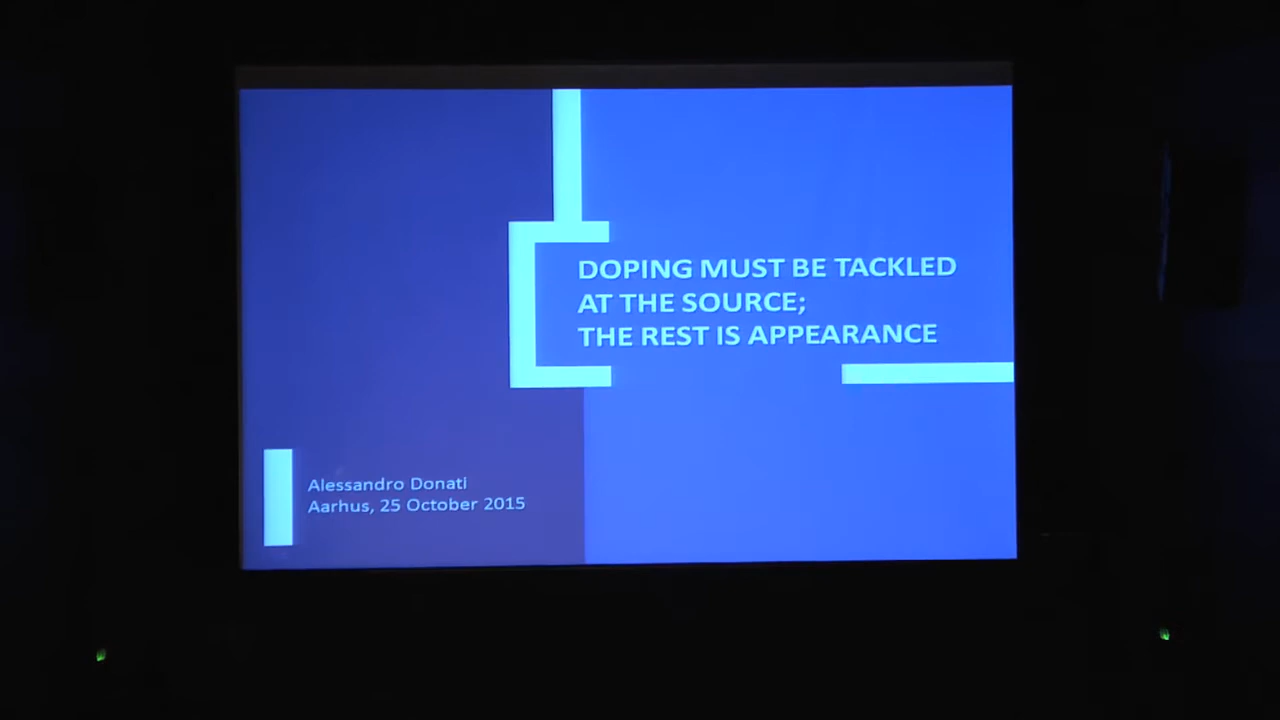 DOPING MUST BE TACKLED
AT THE SOURCE;
THE REST IS APPEARANCE
Alessandro Donati
Aarhus, 25 October 2015